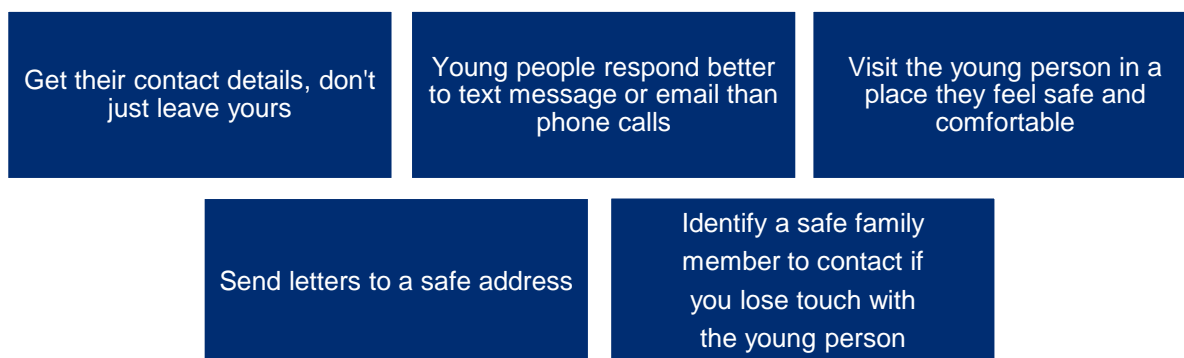 Get their contact details, don't
just leave yours
Young people respond better
to text message or email than
phone calls
Visit the young person in a
place they feel safe and
comfortable
Send letters to a safe address
Identify a safe family
member to contact if
you lose touch with
the young person